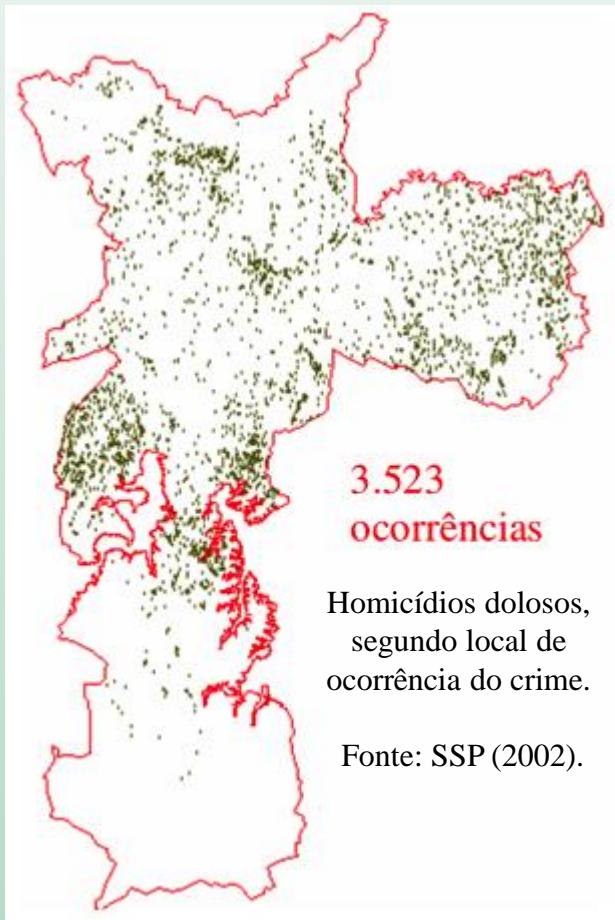 3.523
ocorrências
Homicídios dolosos,
segundo local de
ocorrência do crime.
Fonte: SSP (2002).